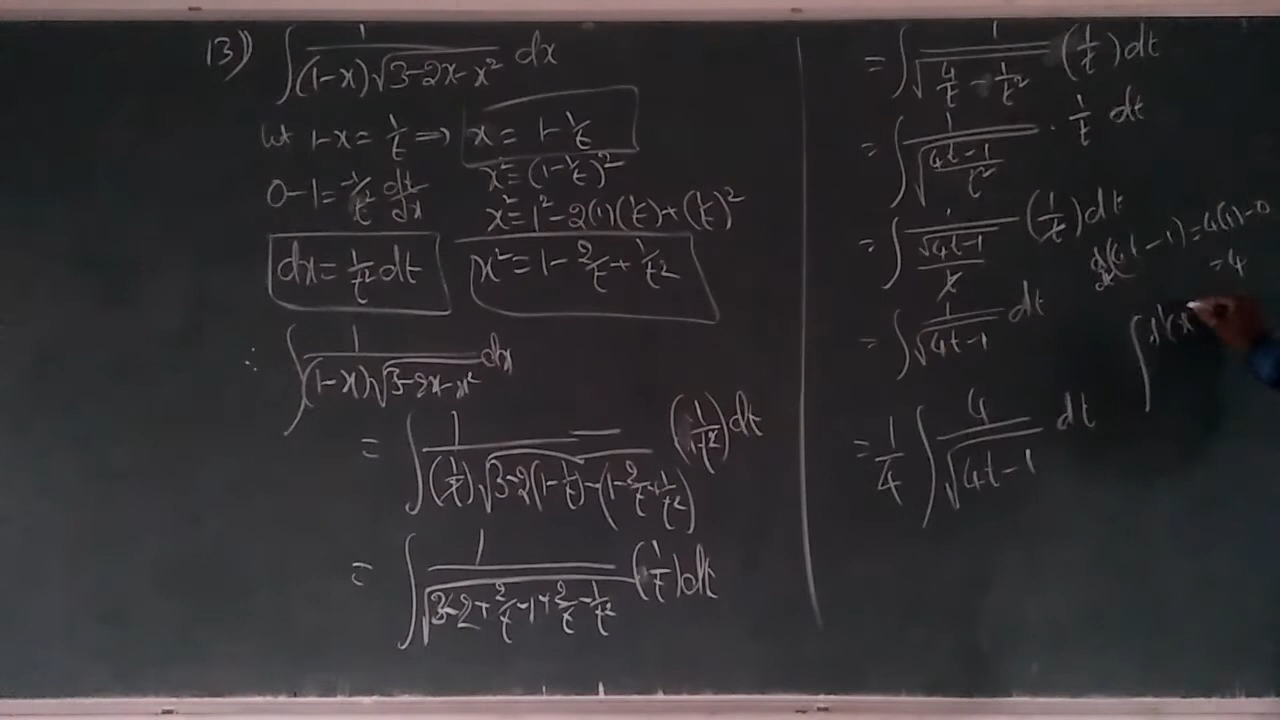 13) ∫ 1/((1-x)√(3-2x-x²)) dx
let 1-x = 1/t ⇒ x = 1 - 1/t
x² = (1 - 1/t)²
0-1 = -1/t² dt/dx
x² = 1² - 2(1)(1/t) + (1/t)²
dx = 1/t² dt
x² = 1 - 2/t + 1/t²
∴ ∫ 1/((1-x)√(3-2x-x²)) dx
= ∫ 1/((1/t)√(3-2(1-1/t)-(1-2/t+1/t²))) (1/t²) dt
= ∫ 1/√(3-2+2/t-1+2/t-1/t²) (1/t) dt
= ∫ 1/√(4/t - 1/t²) (1/t) dt
= ∫ 1/√((4t-1)/t²) · 1/t dt
= ∫ 1/(√(4t-1)/t) (1/t) dt
= ∫ 1/√(4t-1) dt
= 1/4 ∫ 4/√(4t-1) dt
(4t-1) = 4(1)-0
= 4